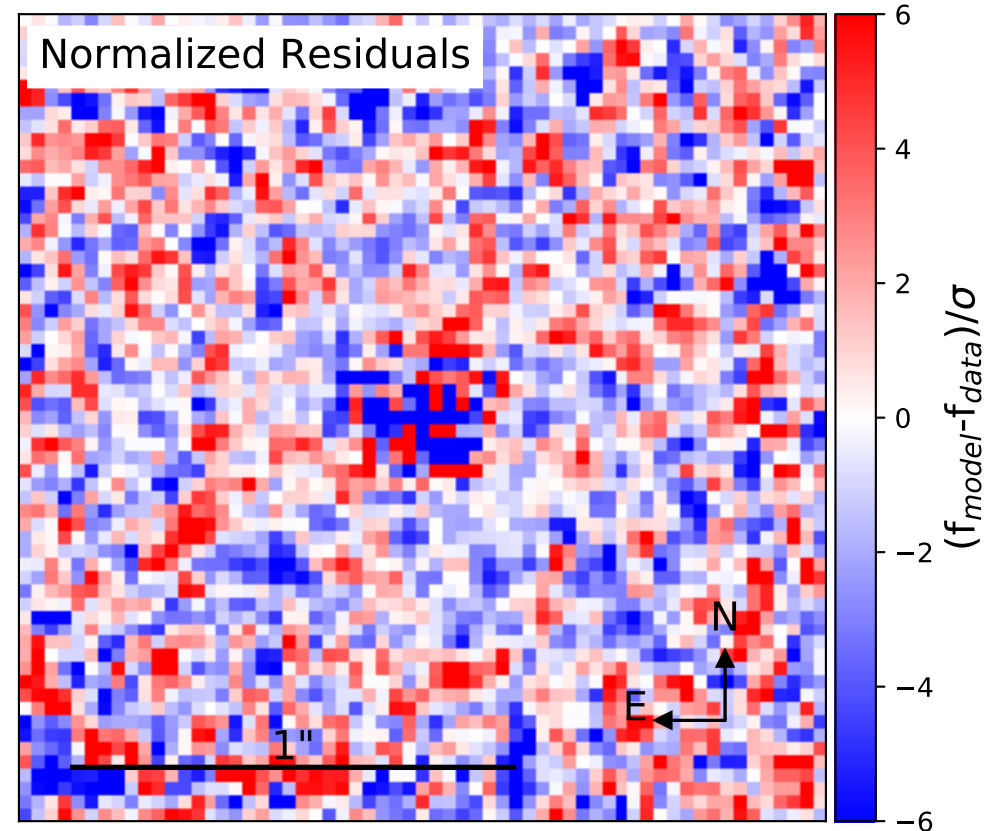 Normalized Residuals
6
4
2
0
−2
−4
−6
(f_model-f_data)/σ
N
E
1"